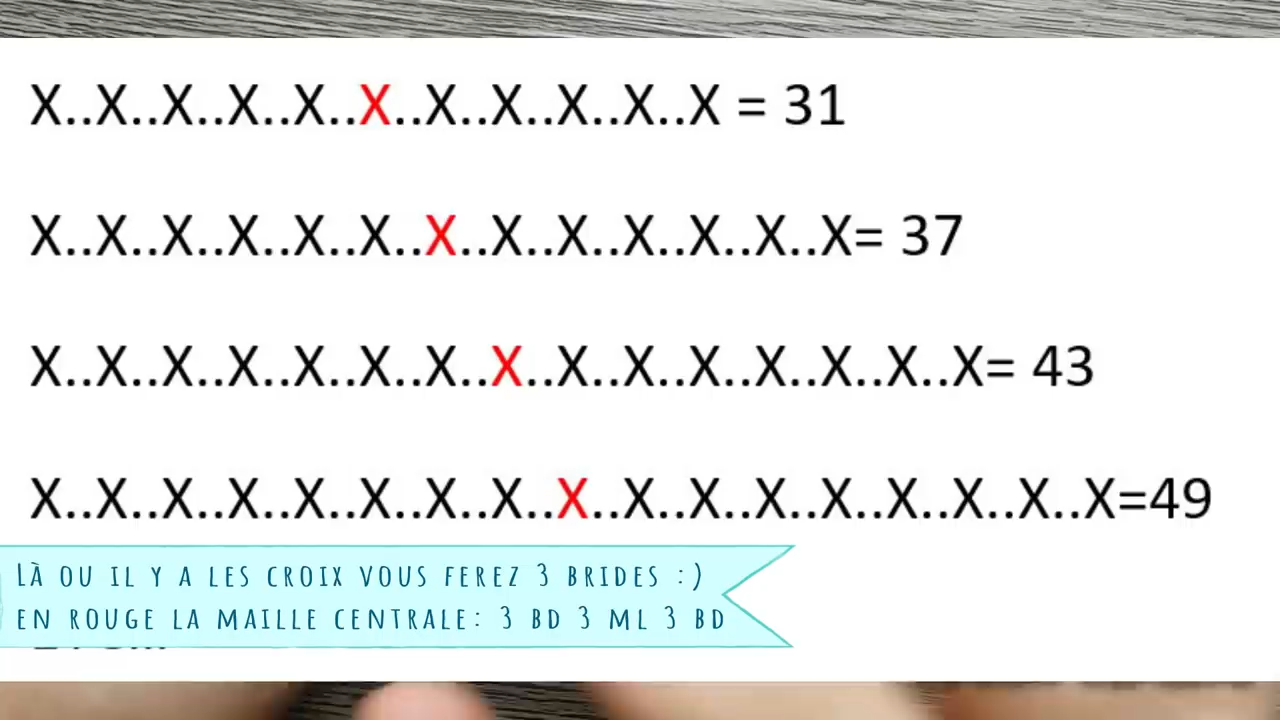 X..X..X..X..X..X..X..X..X..X..X = 31
X..X..X..X..X..X..X..X..X..X..X..X..X= 37
X..X..X..X..X..X..X..X..X..X..X..X..X..X..X= 43
X..X..X..X..X..X..X..X..X..X..X..X..X..X..X..X..X=49
Là ou il y a les croix vous ferez 3 brides :)
en rouge la maille centrale: 3 bd 3 ml 3 bd